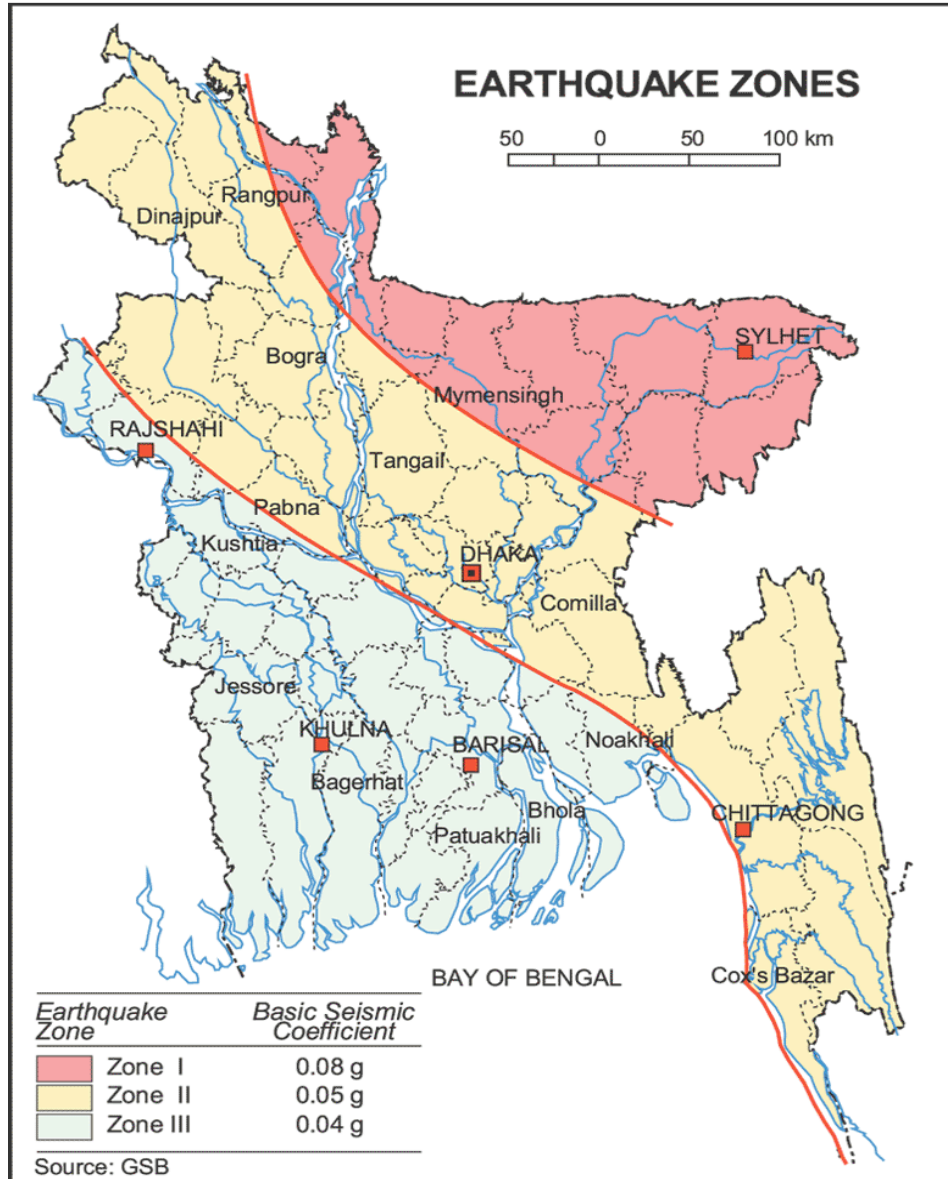 EARTHQUAKE ZONES
50 0 50 100 km
Rangpur
Dinajpur
SYLHET
Bogra
Mymensingh
RAJSHAHI
Tangail
Pabna
Kushtia
DHAKA
Comilla
Jessore
KHULNA
BARISAL
Noakhali
Bagerhat
Bhola
CHITTAGONG
Patuakhali
BAY OF BENGAL
Cox's Bazar
Earthquake Zone Basic Seismic Coefficient
Zone I 0.08 g
Zone II 0.05 g
Zone III 0.04 g
Source: GSB